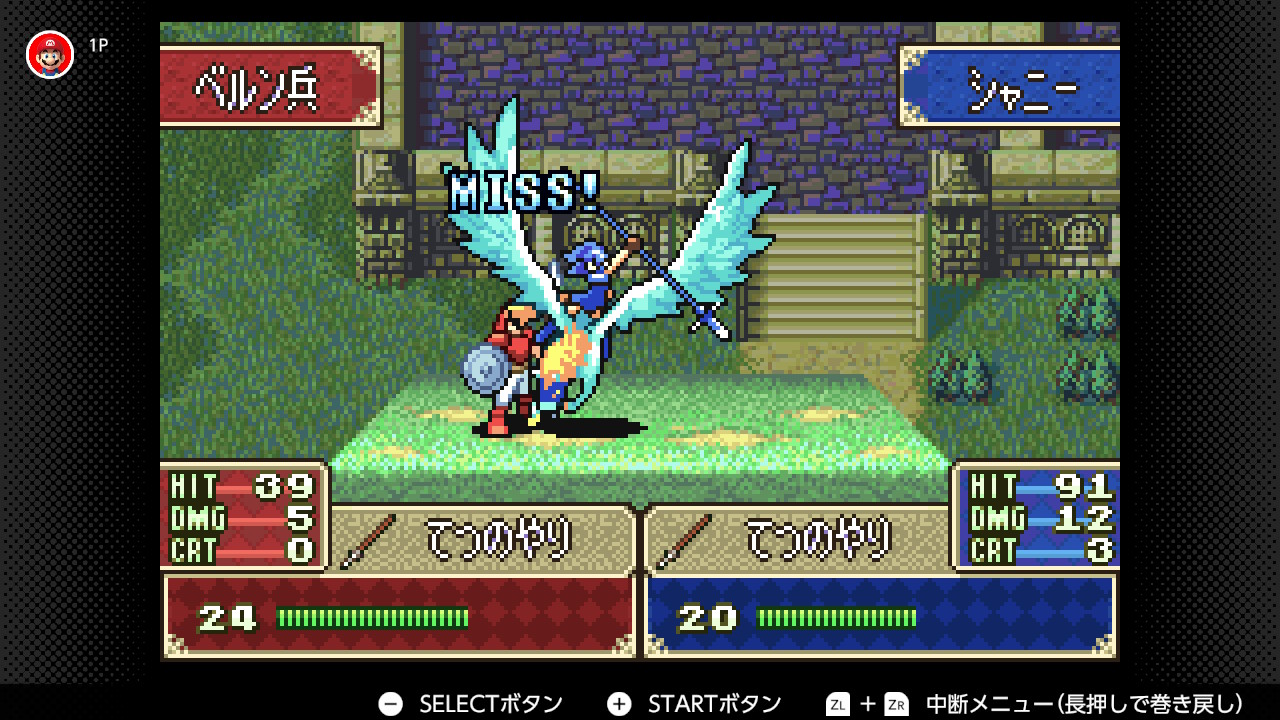 1P
ベルン兵
シャニー
MISS!
HIT 39
DMG 5
CRT 0
てつのやり
てつのやり
HIT 91
DMG 12
CRT 3
24
20
− SELECTボタン + STARTボタン ZL + ZR 中断メニュー(長押しで巻き戻し)